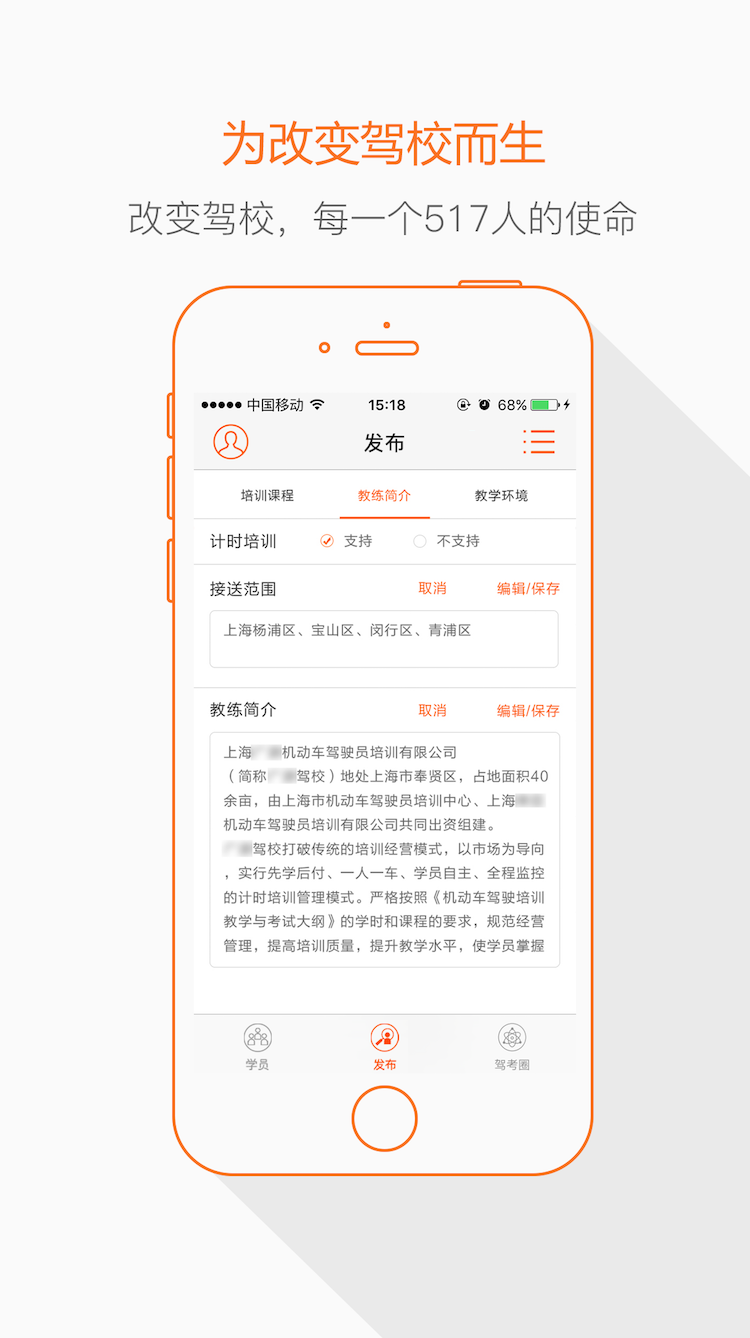 为改变驾校而生
改变驾校，每一个517人的使命
中国移动 15:18 68%
发布
培训课程 教练简介 教学环境
计时培训 支持 不支持
接送范围 取消 编辑/保存
上海杨浦区、宝山区、闵行区、青浦区
教练简介 取消 编辑/保存
上海 机动车驾驶员培训有限公司
（简称 驾校）地处上海市奉贤区，占地面积40
余亩，由上海市机动车驾驶员培训中心、上海
机动车驾驶员培训有限公司共同出资组建。
驾校打破传统的培训经营模式，以市场为导向
，实行先学后付、一人一车、学员自主、全程监控
的计时培训管理模式。严格按照《机动车驾驶培训
教学与考试大纲》的学时和课程的要求，规范经营
管理，提高培训质量，提升教学水平，使学员掌握
学员 发布 驾考圈